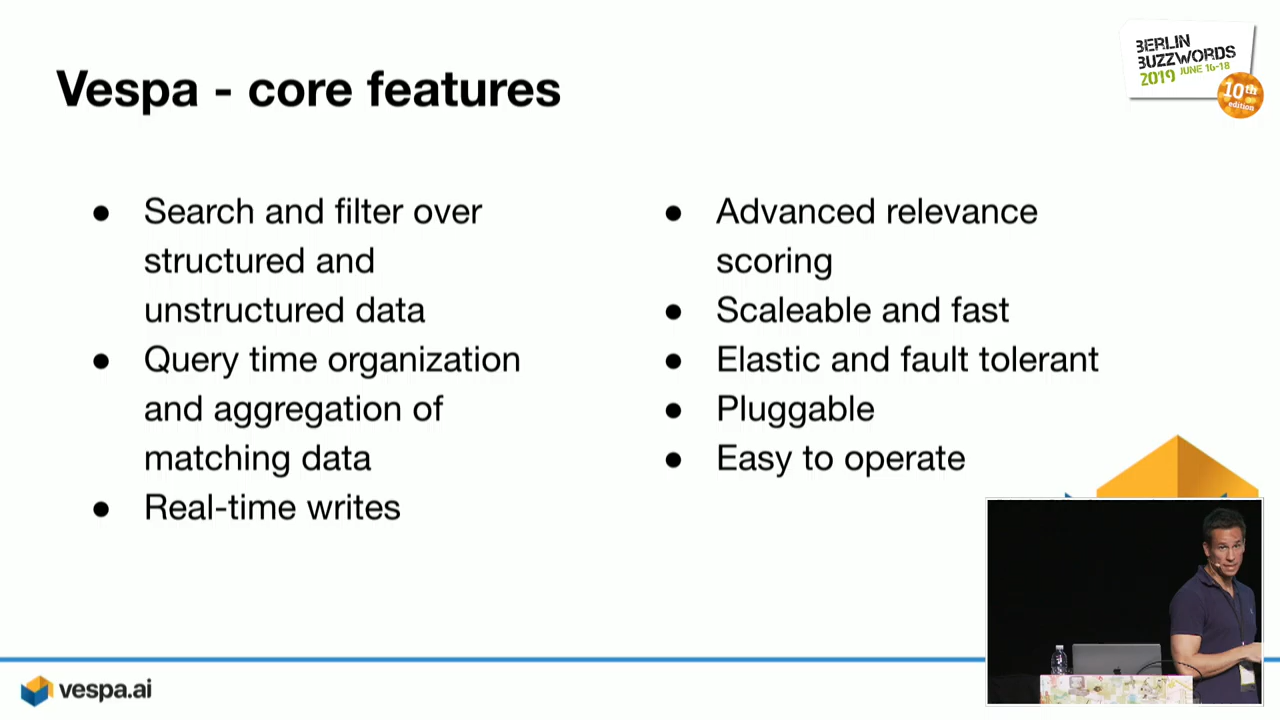 Vespa - core features
BERLIN
BUZZWORDS
2019 JUNE 16-18
10th
edition
● Search and filter over
structured and
unstructured data
● Query time organization
and aggregation of
matching data
● Real-time writes
● Advanced relevance
scoring
● Scaleable and fast
● Elastic and fault tolerant
● Pluggable
● Easy to operate
vespa.ai